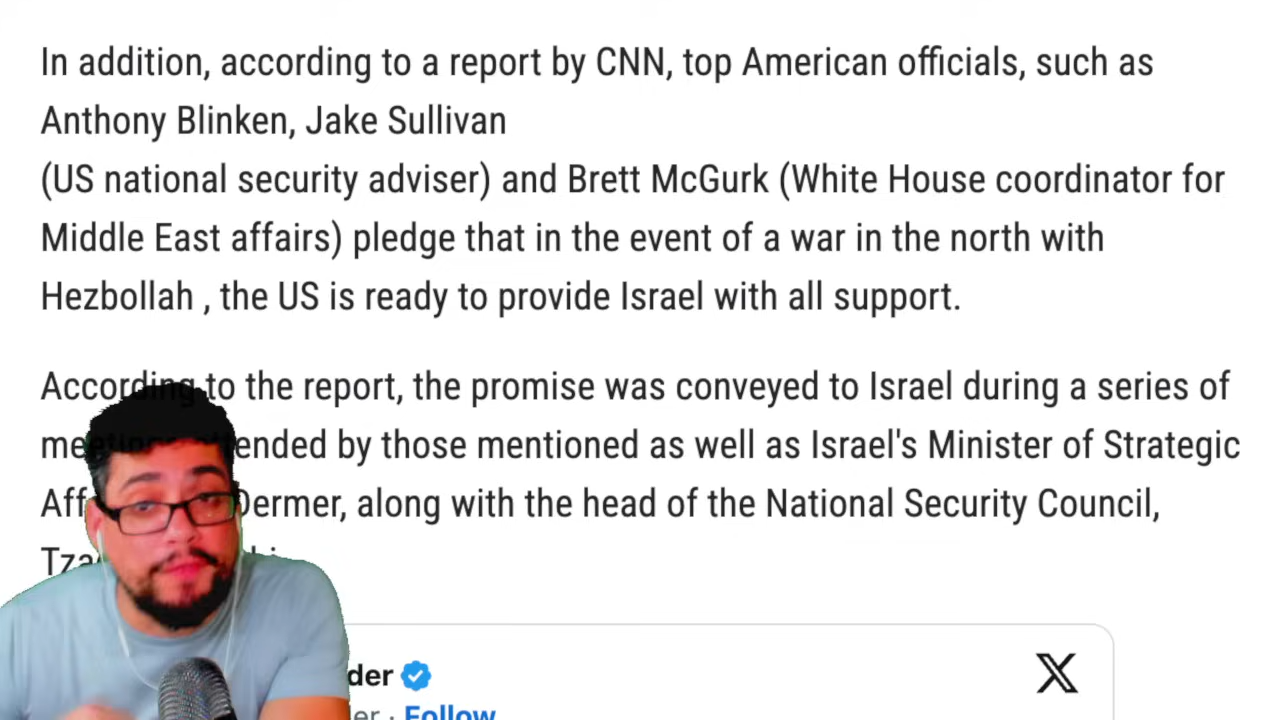 In addition, according to a report by CNN, top American officials, such as
Anthony Blinken, Jake Sullivan
(US national security adviser) and Brett McGurk (White House coordinator for
Middle East affairs) pledge that in the event of a war in the north with
Hezbollah , the US is ready to provide Israel with all support.
According to the report, the promise was conveyed to Israel during a series of
by those mentioned as well as Israel's Minister of Strategic
Dermer, along with the head of the National Security Council,
Follow